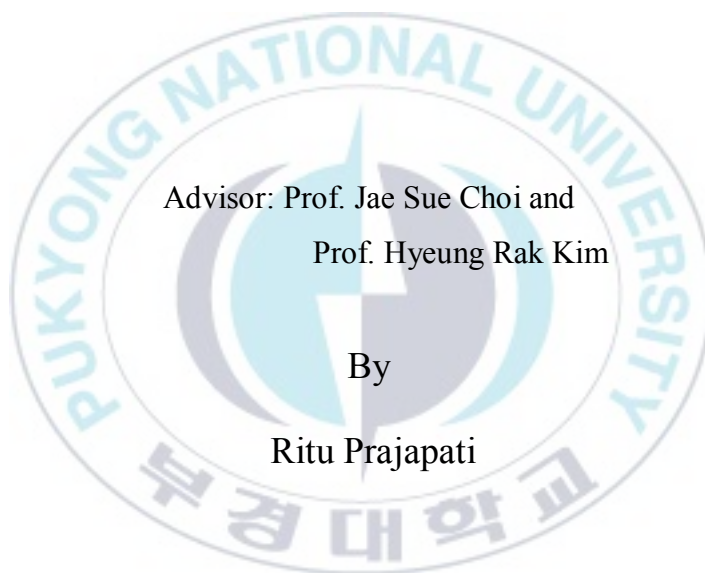 PUKYONG NATIONAL UNIVERSITY
Advisor: Prof. Jae Sue Choi and
Prof. Hyeung Rak Kim
By
Ritu Prajapati
부경대학교